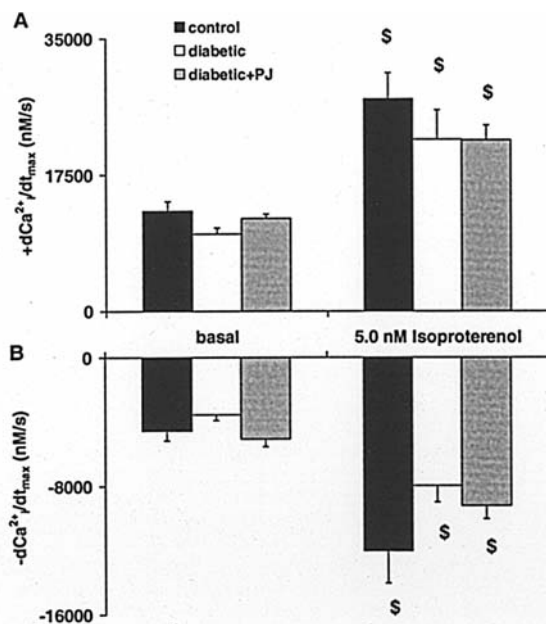 A
35000
17500
0
+dCa²⁺/dtmax (nM/s)
control
diabetic
diabetic+PJ
$
$
$
basal
5.0 nM Isoproterenol
B
0
-8000
-16000
-dCa²⁺/dtmax (nM/s)
$
$
$